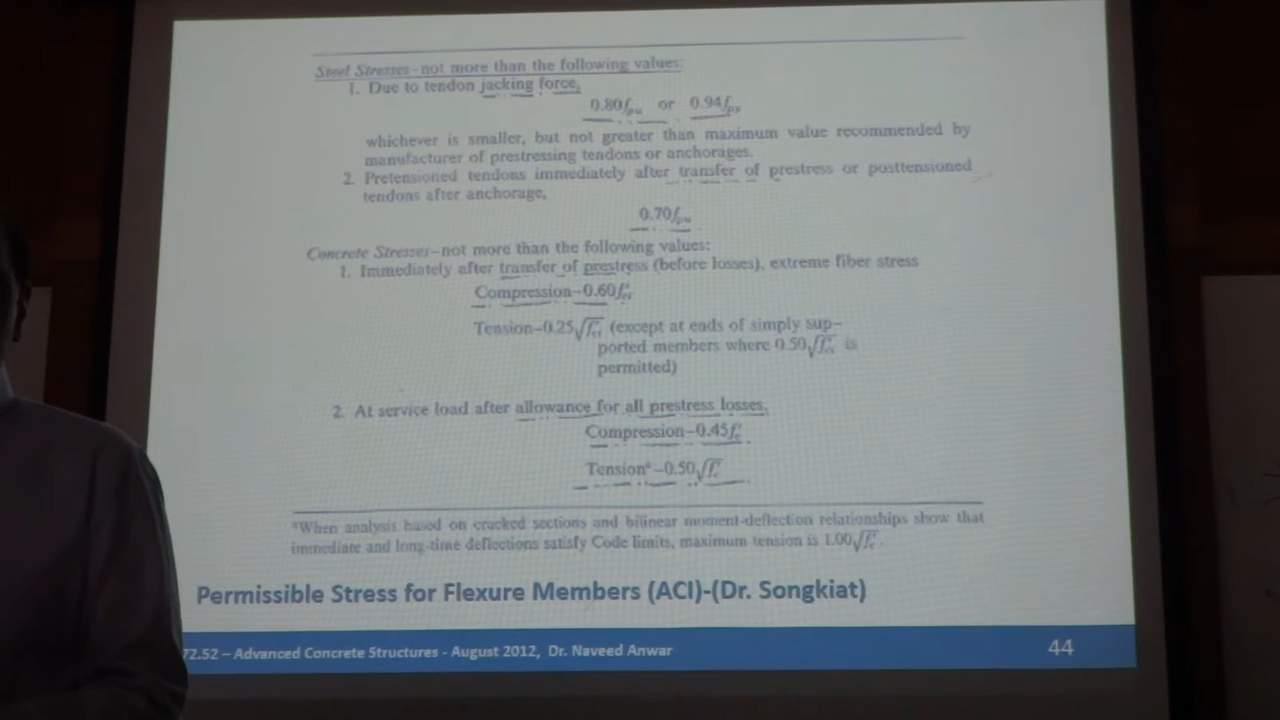 Steel Stresses–not more than the following values:
1. Due to tendon jacking force,
0.80fpu or 0.94fpy
whichever is smaller, but not greater than maximum value recommended by
manufacturer of prestressing tendons or anchorages.
2. Pretensioned tendons immediately after transfer of prestress or posttensioned
tendons after anchorage,
0.70fpu
Concrete Stresses–not more than the following values:
1. Immediately after transfer of prestress (before losses), extreme fiber stress
Compression–0.60f'ci
Tension–0.25√f'ci (except at ends of simply sup–
ported members where 0.50√f'ci is
permitted)
2. At service load after allowance for all prestress losses,
Compression–0.45f'c
Tension*–0.50√f'c
*When analysis based on cracked sections and bilinear moment-deflection relationships show that
immediate and long-time deflections satisfy Code limits, maximum tension is 1.00√f'c.
Permissible Stress for Flexure Members (ACI)-(Dr. Songkiat)
72.52 – Advanced Concrete Structures - August 2012, Dr. Naveed Anwar
44